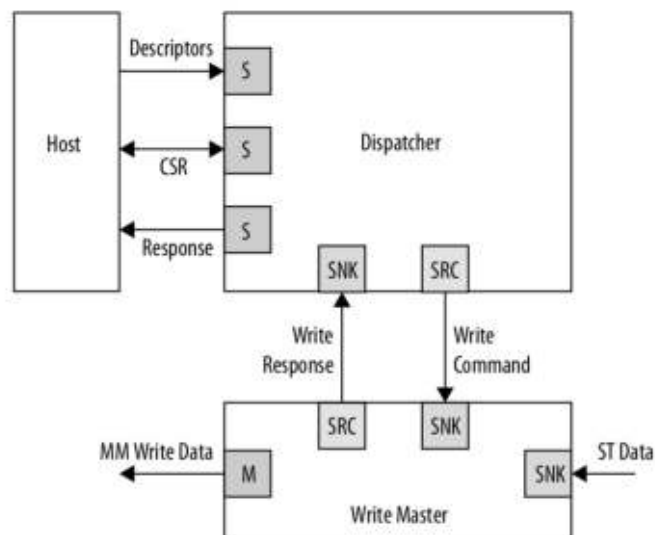 Descriptors
S
Host
CSR
S
Dispatcher
Response
S
SNK
SRC
Write
Response
Write
Command
SRC
SNK
MM Write Data
M
SNK
ST Data
Write Master